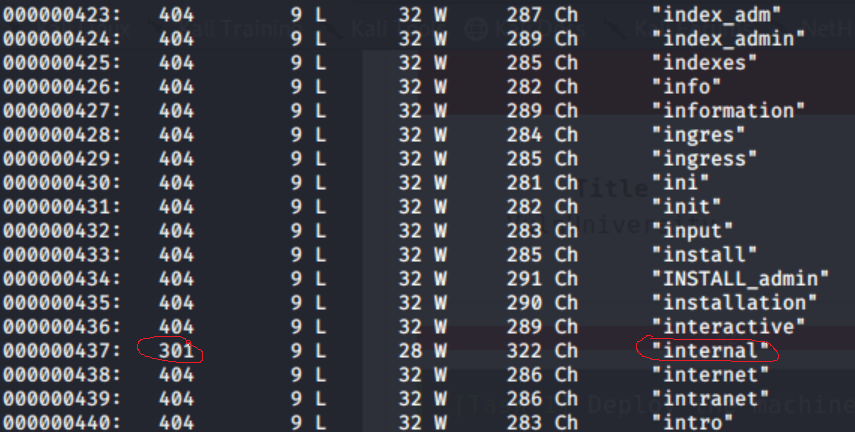 000000423: 404 9 L 32 W 287 Ch "index_adm"
000000424: 404 9 L 32 W 289 Ch "index_admin"
000000425: 404 9 L 32 W 285 Ch "indexes"
000000426: 404 9 L 32 W 282 Ch "info"
000000427: 404 9 L 32 W 289 Ch "information"
000000428: 404 9 L 32 W 284 Ch "ingres"
000000429: 404 9 L 32 W 285 Ch "ingress"
000000430: 404 9 L 32 W 281 Ch "ini"
000000431: 404 9 L 32 W 282 Ch "init"
000000432: 404 9 L 32 W 283 Ch "input"
000000433: 404 9 L 32 W 285 Ch "install"
000000434: 404 9 L 32 W 291 Ch "INSTALL_admin"
000000435: 404 9 L 32 W 290 Ch "installation"
000000436: 404 9 L 32 W 289 Ch "interactive"
000000437: 301 9 L 28 W 322 Ch "internal"
000000438: 404 9 L 32 W 286 Ch "internet"
000000439: 404 9 L 32 W 286 Ch "intranet"
000000440: 404 9 L 32 W 283 Ch "intro"
Title